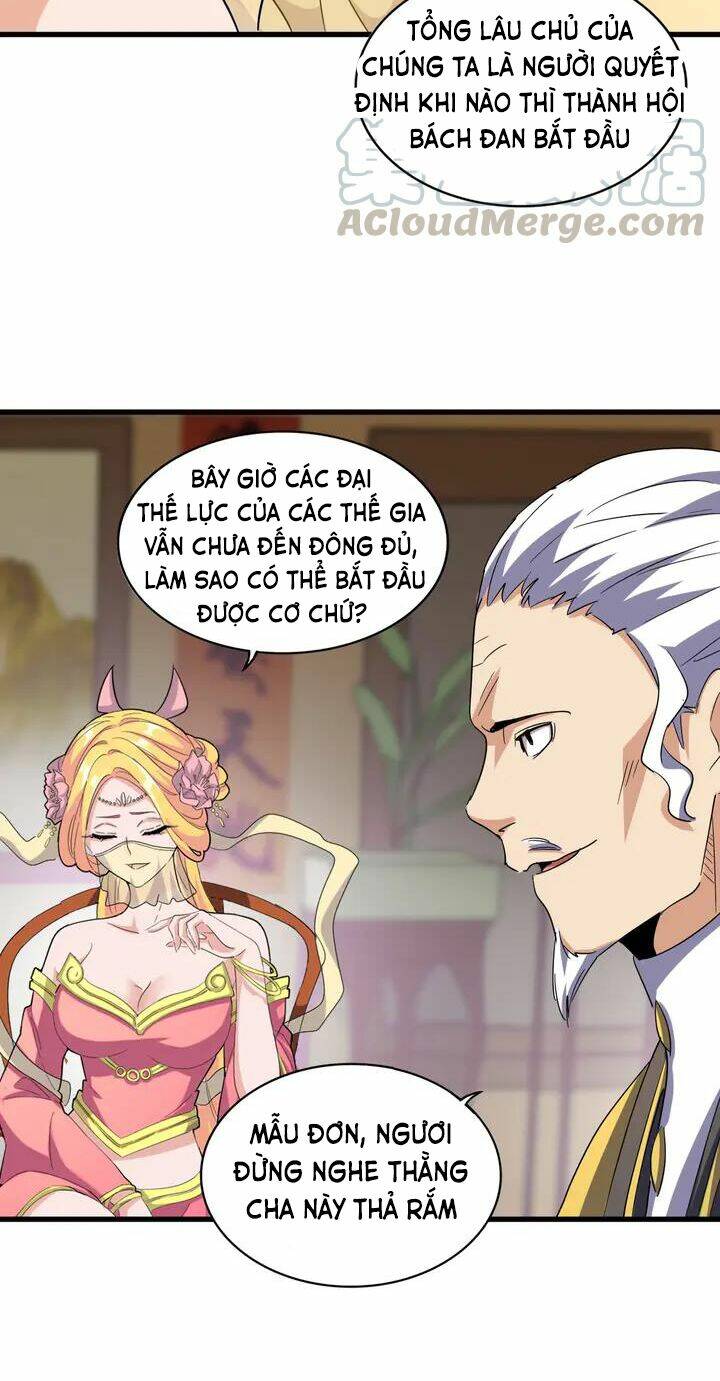 TỔNG LÂU CHỦ CỦA
CHÚNG TA LÀ NGƯỜI QUYẾT
ĐỊNH KHI NÀO THÌ THÀNH HỘI
BÁCH ĐAN BẮT ĐẦU
ACloudMerge.com
BÂY GIỜ CÁC ĐẠI
THẾ LỰC CỦA CÁC THẾ GIA
VẪN CHƯA ĐẾN ĐÔNG ĐỦ,
LÀM SAO CÓ THỂ BẮT ĐẦU
ĐƯỢC CƠ CHỨ?
MẪU ĐƠN, NGƯƠI
ĐỪNG NGHE THẰNG
CHA NÀY THẢ RẮM